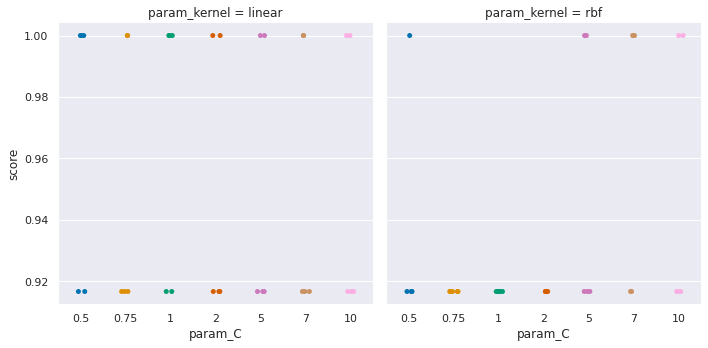 param_kernel = linear
param_kernel = rbf
1.00
0.98
0.96
0.94
0.92
score
0.5 0.75 1 2 5 7 10
0.5 0.75 1 2 5 7 10
param_C
param_C